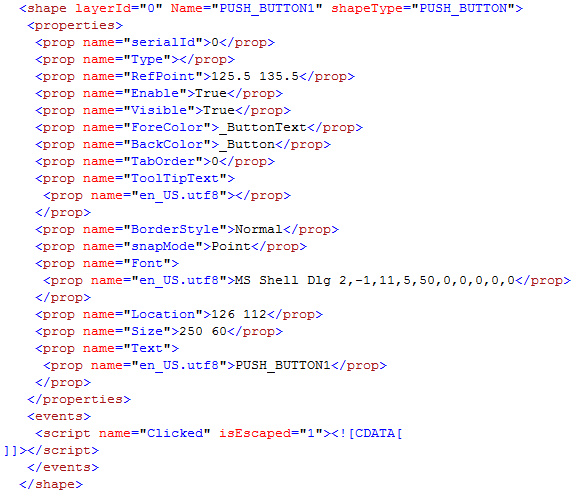 <shape layerId="0" Name="PUSH_BUTTON1" shapeType="PUSH_BUTTON">
<properties>
<prop name="serialId">0</prop>
<prop name="Type"></prop>
<prop name="RefPoint">125.5 135.5</prop>
<prop name="Enable">True</prop>
<prop name="Visible">True</prop>
<prop name="ForeColor">_ButtonText</prop>
<prop name="BackColor">_Button</prop>
<prop name="TabOrder">0</prop>
<prop name="ToolTipText">
<prop name="en_US.utf8"></prop>
</prop>
<prop name="BorderStyle">Normal</prop>
<prop name="snapMode">Point</prop>
<prop name="Font">
<prop name="en_US.utf8">MS Shell Dlg 2,-1,11,5,50,0,0,0,0,0</prop>
</prop>
<prop name="Location">126 112</prop>
<prop name="Size">250 60</prop>
<prop name="Text">
<prop name="en_US.utf8">PUSH_BUTTON1</prop>
</prop>
</properties>
<events>
<script name="Clicked" isEscaped="1"><![CDATA[
]]></script>
</events>
</shape>